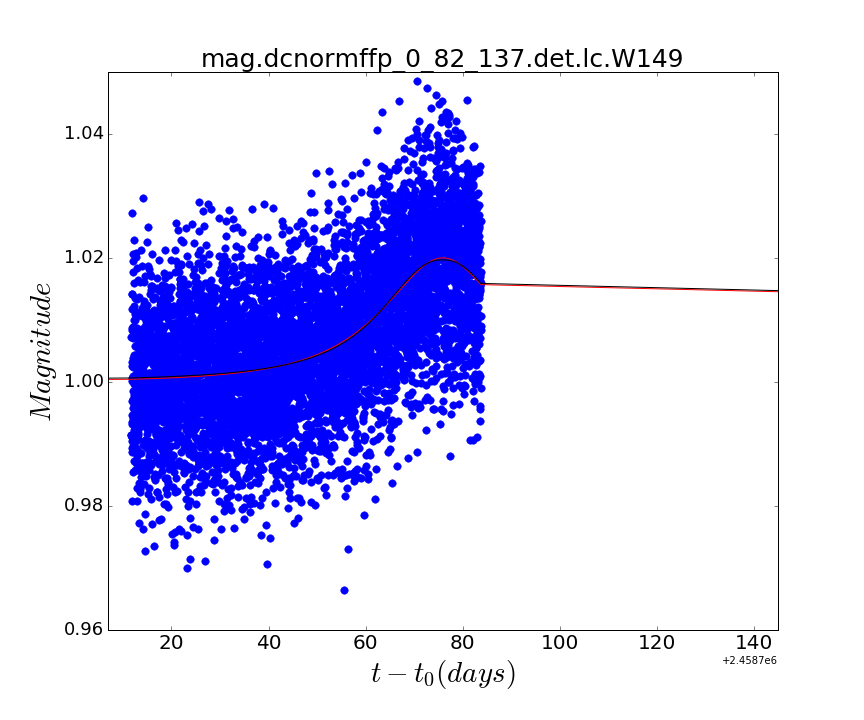 mag.dcnormffp_0_82_137.det.lc.W149
1.04
1.02
1.00
0.98
0.96
Magnitude
20 40 60 80 100 120 140
+2.4587e6
t − t₀(days)